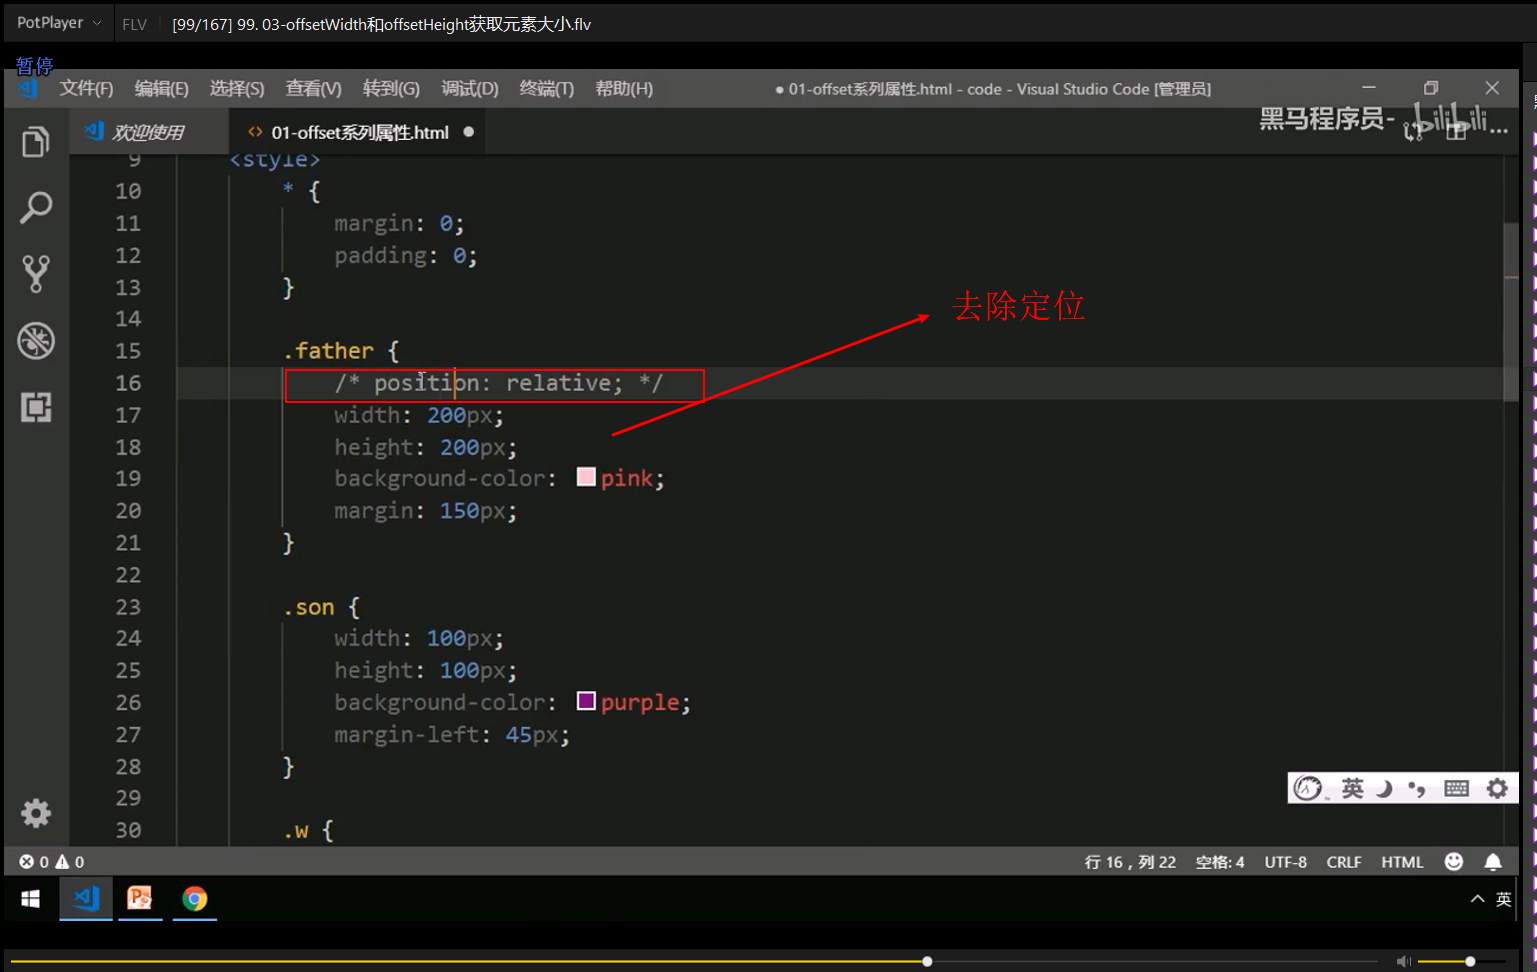 PotPlayer FLV [99/167] 99. 03-offsetWidth和offsetHeight获取元素大小.flv
暂停
文件(F) 编辑(E) 选择(S) 查看(V) 转到(G) 调试(D) 终端(T) 帮助(H) ● 01-offset系列属性.html - code - Visual Studio Code [管理员]
欢迎使用 <> 01-offset系列属性.html ●
黑马程序员- bilibili
9 <style>
10 * {
11 margin: 0;
12 padding: 0;
13 }
14
去除定位
15 .father {
16 /* position: relative; */
17 width: 200px;
18 height: 200px;
19 background-color: pink;
20 margin: 150px;
21 }
22
23 .son {
24 width: 100px;
25 height: 100px;
26 background-color: purple;
27 margin-left: 45px;
28 }
29
英
30 .w {
0 0 行 16，列 22 空格: 4 UTF-8 CRLF HTML
英